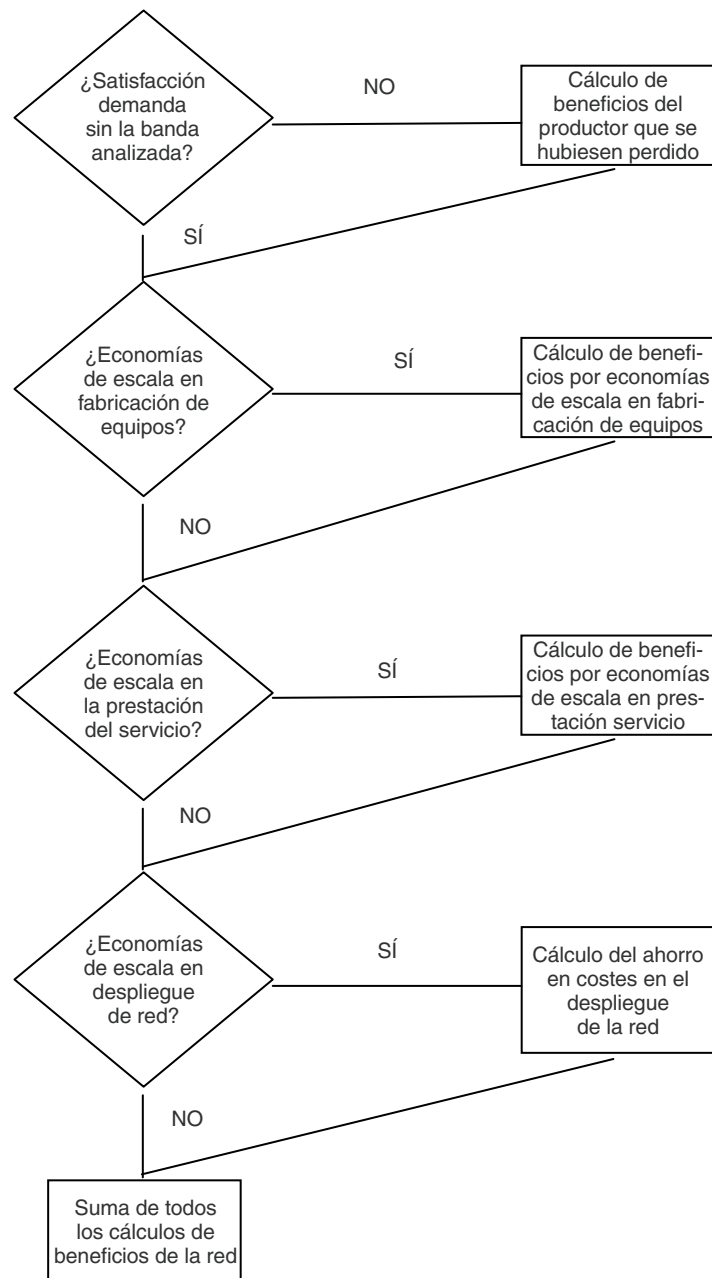 ¿Satisfacción
demanda
sin la banda
analizada?
NO
Cálculo de
beneficios del
productor que se
hubiesen perdido
SÍ
¿Economías
de escala en
fabricación de
equipos?
SÍ
Cálculo de benefi-
cios por economías
de escala en fabri-
cación de equipos
NO
¿Economías
de escala en
la prestación
del servicio?
SÍ
Cálculo de benefi-
cios por economías
de escala en pres-
tación servicio
NO
¿Economías
de escala en
despliegue
de red?
SÍ
Cálculo del ahorro
en costes en el
despliegue
de la red
NO
Suma de todos
los cálculos de
beneficios de la red